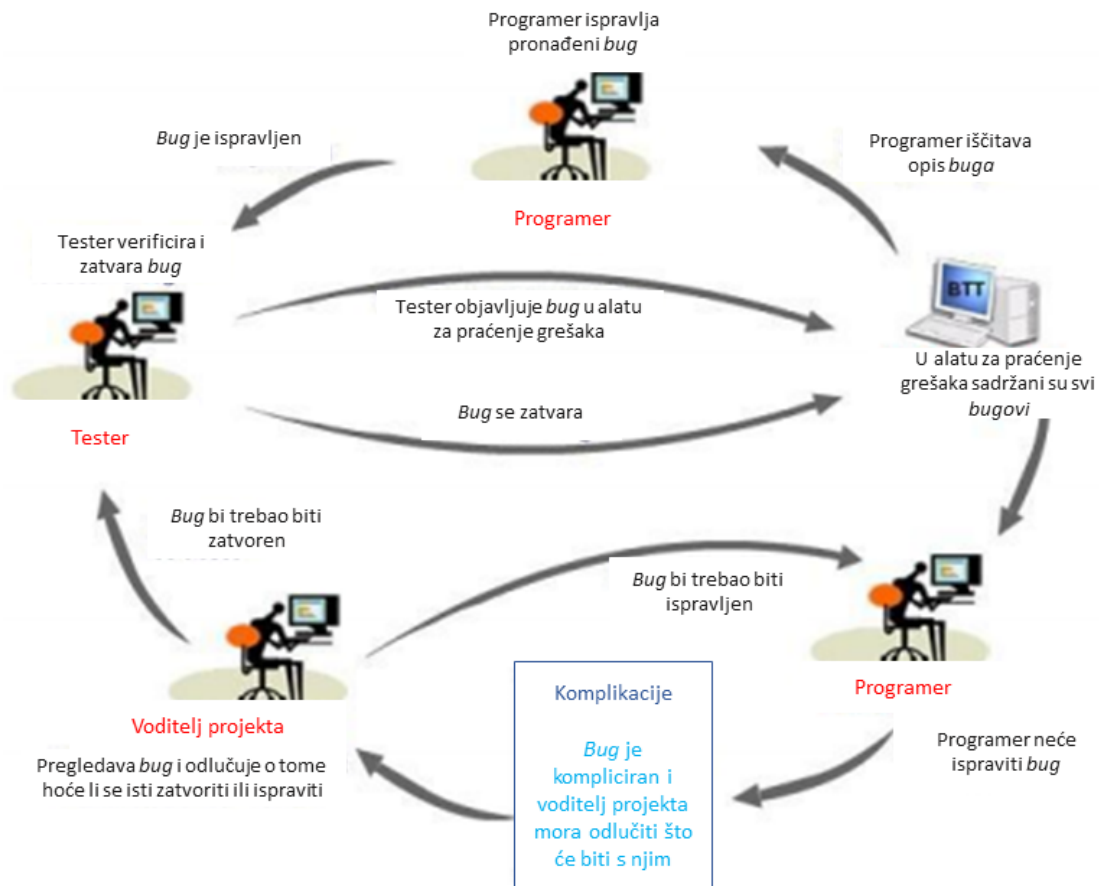 Programer ispravlja
pronađeni bug
Bug je ispravljen
Programer iščitava
opis buga
Programer
Tester verificira i
zatvara bug
Tester objavljuje bug u alatu
za praćenje grešaka
BTT
U alatu za praćenje
grešaka sadržani su svi
bugovi
Bug se zatvara
Tester
Bug bi trebao biti
zatvoren
Bug bi trebao biti
ispravljen
Programer
Voditelj projekta
Pregledava bug i odlučuje o tome
hoće li se isti zatvoriti ili ispraviti
Komplikacije
Bug je
kompliciran i
voditelj projekta
mora odlučiti što
će biti s njim
Programer neće
ispraviti bug